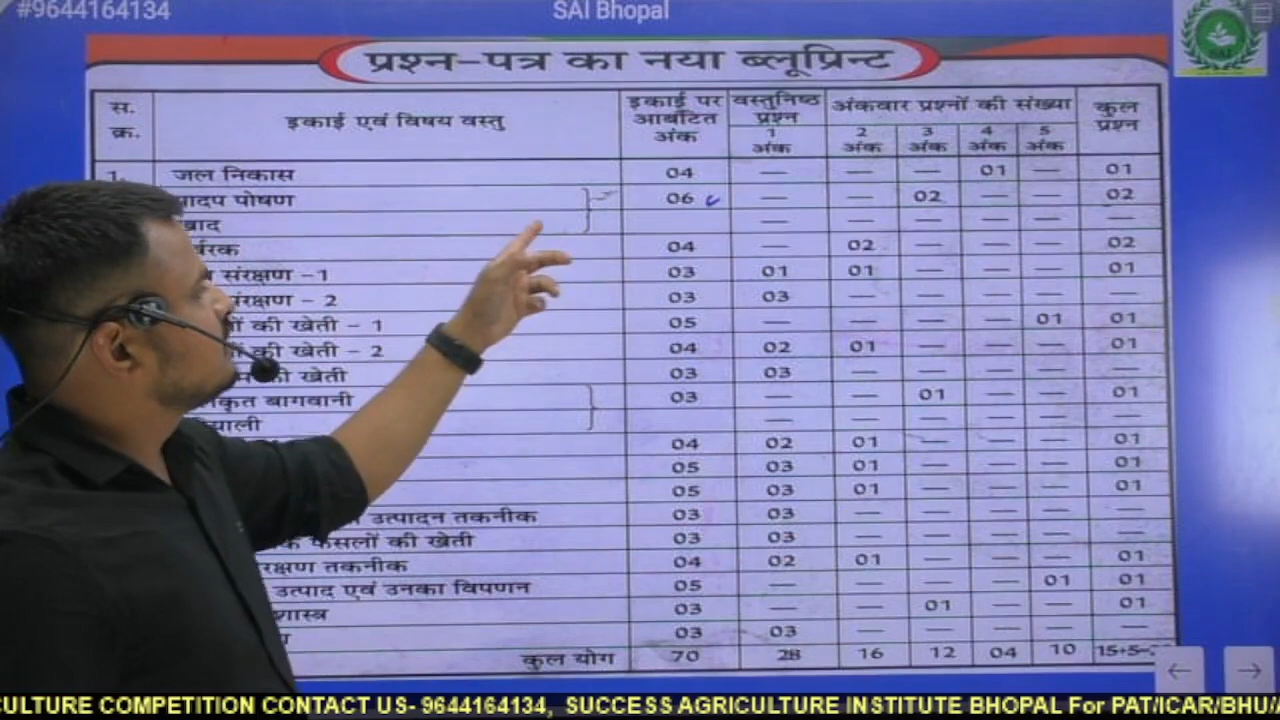 #9644164134 SAI Bhopal
प्रश्न-पत्र का नया ब्लूप्रिन्ट
स. क्र. इकाई एवं विषय वस्तु इकाई पर आबंटित अंक वस्तुनिष्ठ प्रश्न अंकवार प्रश्नों की संख्या कुल प्रश्न
1 अंक 2 अंक 3 अंक 4 अंक 5 अंक
1. जल निकास 04 — — — 01 — 01
पादप पोषण 06 — — 02 — — 02
खाद — — — — — —
04 — 02 — — — 02
संरक्षण -1 03 01 01 — — — 01
संरक्षण - 2 03 03 — — — — —
की खेती - 1 05 — — — — 01 01
की खेती - 2 04 02 01 — — — 01
की खेती 03 03 — — — — —
बागवानी 03 — — 01 — — 01
— — — — — —
04 02 01 — — — 01
05 03 01 — — — 01
05 03 01 — — — 01
उत्पादन तकनीक 03 03 — — — — —
फसलों की खेती 03 03 — — — — —
तकनीक 04 02 01 — — — 01
उत्पाद एवं उनका विपणन 05 — — — — 01 01
शास्त्र 03 — — 01 — — 01
03 03 — — — — —
कुल योग 70 28 16 12 04 10 15+5=
CULTURE COMPETITION CONTACT US- 9644164134, SUCCESS AGRICULTURE INSTITUTE BHOPAL For PAT/ICAR/BHU/